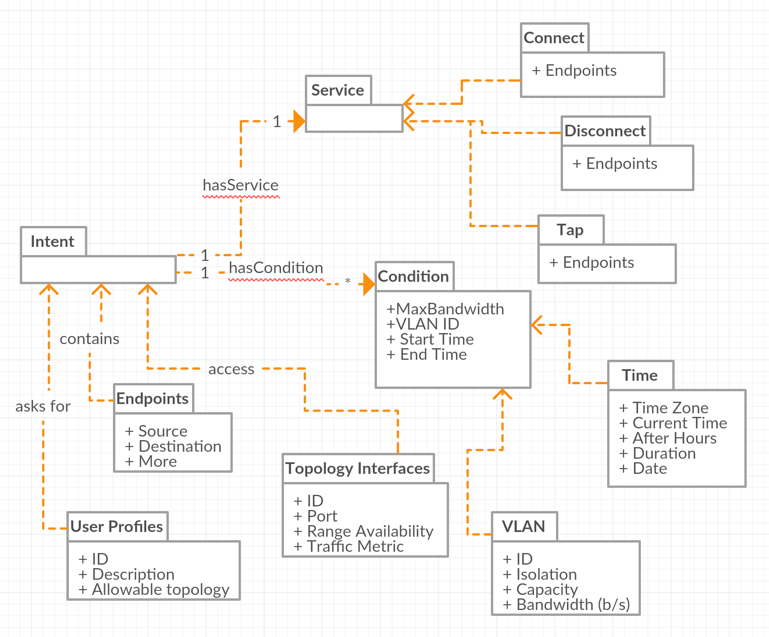 Connect
+ Endpoints
Service
1
Disconnect
+ Endpoints
hasService
Tap
+ Endpoints
Intent
1
1
hasCondition
*
Condition
+MaxBandwidth
+VLAN ID
+ Start Time
+ End Time
contains
access
asks for
Endpoints
+ Source
+ Destination
+ More
Time
+ Time Zone
+ Current Time
+ After Hours
+ Duration
+ Date
Topology Interfaces
+ ID
+ Port
+ Range Availability
+ Traffic Metric
User Profiles
+ ID
+ Description
+ Allowable topology
VLAN
+ ID
+ Isolation
+ Capacity
+ Bandwidth (b/s)